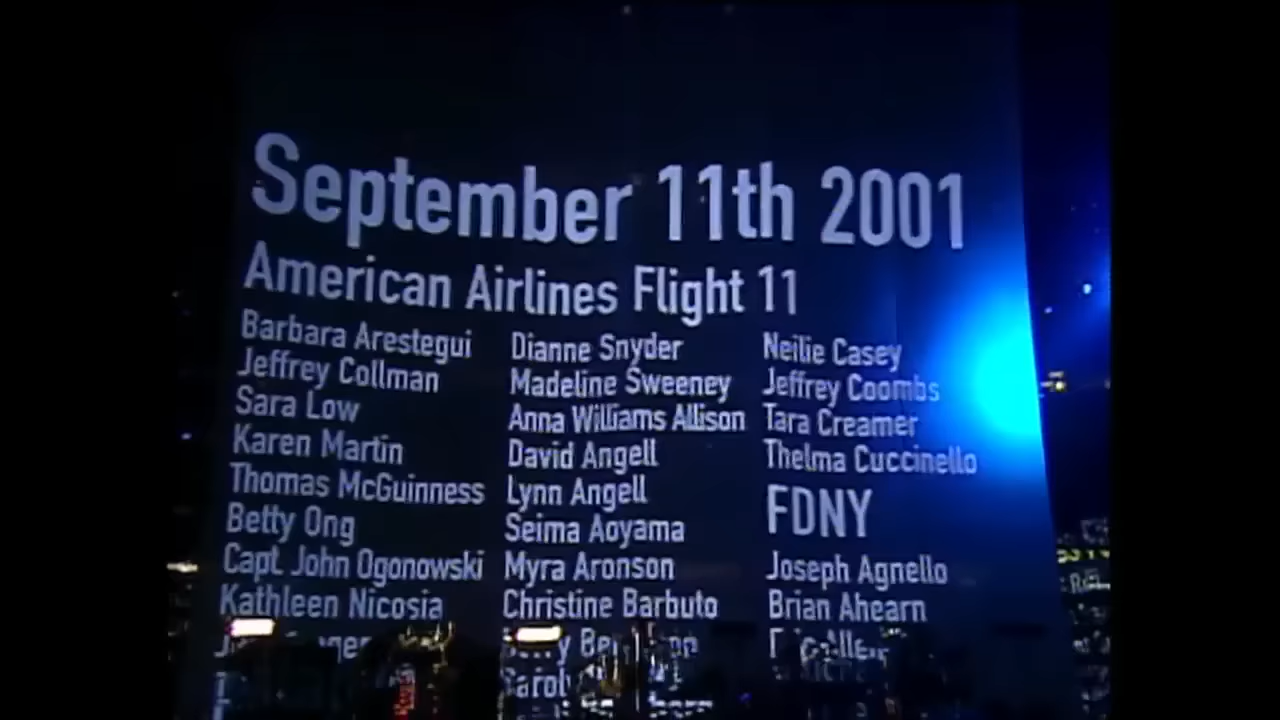 September 11th 2001
American Airlines Flight 11
Barbara Arestegui
Jeffrey Collman
Sara Low
Karen Martin
Thomas McGuinness
Betty Ong
Capt. John Ogonowski
Kathleen Nicosia
Dianne Snyder
Madeline Sweeney
Anna Williams Allison
David Angell
Lynn Angell
Seima Aoyama
Myra Aronson
Christine Barbuto
Neilie Casey
Jeffrey Coombs
Tara Creamer
Thelma Cuccinello
FDNY
Joseph Agnello
Brian Ahearn